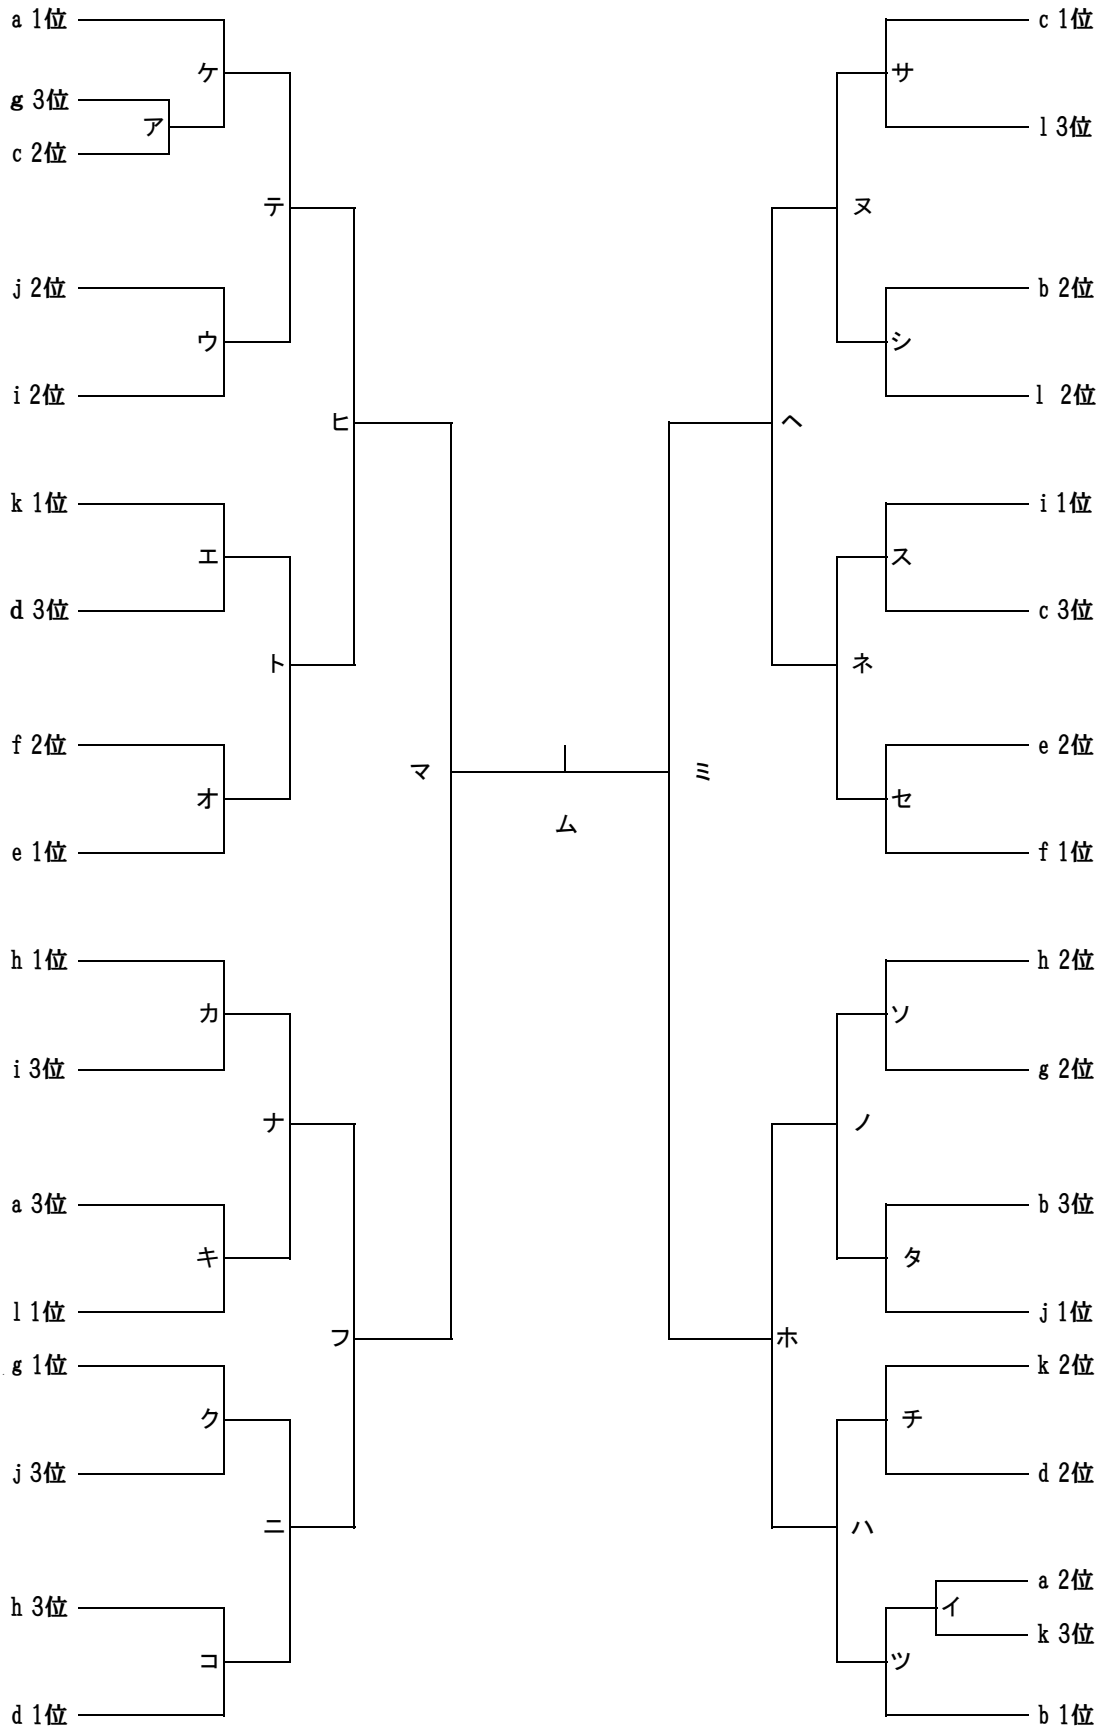 a 1位
ケ
g 3位
ア
c 2位
テ
j 2位
ウ
i 2位
ヒ
k 1位
エ
d 3位
ト
f 2位
オ
e 1位
マ
h 1位
カ
i 3位
ナ
a 3位
キ
l 1位
フ
g 1位
ク
j 3位
ニ
h 3位
コ
d 1位
ム
c 1位
サ
l 3位
ヌ
b 2位
シ
l 2位
ヘ
i 1位
ス
c 3位
ネ
e 2位
セ
f 1位
ミ
h 2位
ソ
g 2位
ノ
b 3位
タ
j 1位
ホ
k 2位
チ
d 2位
ハ
a 2位
イ
k 3位
ツ
b 1位